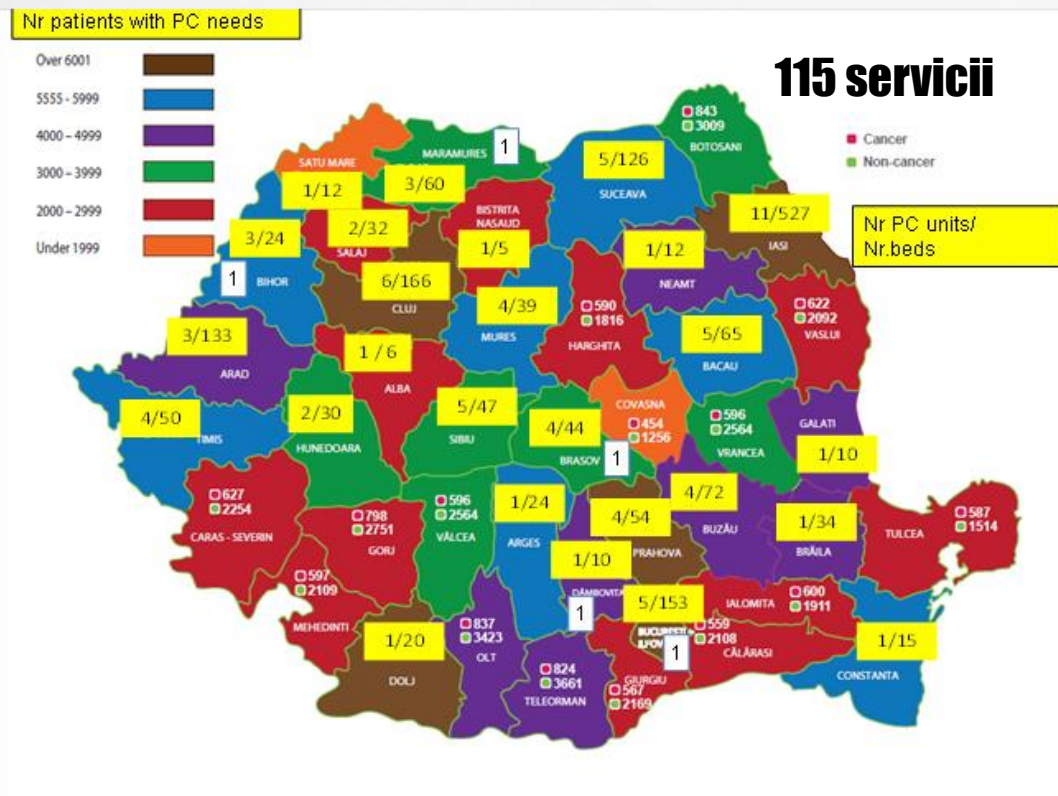 Nr patients with PC needs
Over 6001
5555 - 5999
4000 – 4999
3000 – 3999
2000 – 2999
Under 1999
115 servicii
Cancer
Non-cancer
Nr PC units/
Nr.beds
843
3009
BOTOSANI
SATU MARE
1/12
MARAMURES
1
3/60
5/126
SUCEAVA
11/527
IASI
BISTRITA
NASAUD
1/5
2/32
SALAJ
3/24
1
BIHOR
6/166
CLUJ
1/12
NEAMT
4/39
MURES
590
1816
HARGHITA
622
2092
VASLUI
5/65
BACAU
3/133
ARAD
1 / 6
ALBA
4/50
TIMIS
2/30
HUNEDOARA
5/47
SIBIU
4/44
BRASOV
1
COVASNA
454
1256
596
2564
VRANCEA
GALATI
1/10
627
2254
CARAS - SEVERIN
798
2751
GORJ
596
2564
VÂLCEA
1/24
ARGES
4/54
PRAHOVA
4/72
BUZĂU
1/34
BRĂILA
TULCEA
587
1514
1/10
DÂMBOVITA
1
5/153
BUCURESTI
ILFOV
1
IALOMITA
600
1911
559
2108
CĂLĂRASI
597
2109
MEHEDINTI
1/20
DOLJ
837
3423
OLT
824
3661
TELEORMAN
567
2169
GIURGIU
1/15
CONSTANTA